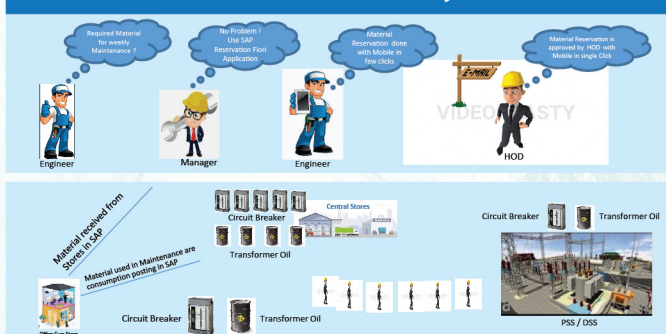 Required Material
for weekly
Maintenance ?
No Problem !
Use SAP
Reservation Fiori
Application
Material
Reservation done
with Mobile in
few clicks
Material Reservation is
approved by HOD with
Mobile in single Click
E-MAIL
VIDEO
STY
Engineer
Manager
Engineer
HOD
Material received from
Stores in SAP
Material used in Maintenance are
consumption posting in SAP
Circuit Breaker
Transformer Oil
Central Stores
Circuit Breaker
Transformer Oil
Circuit Breaker
Transformer Oil
PSS / DSS